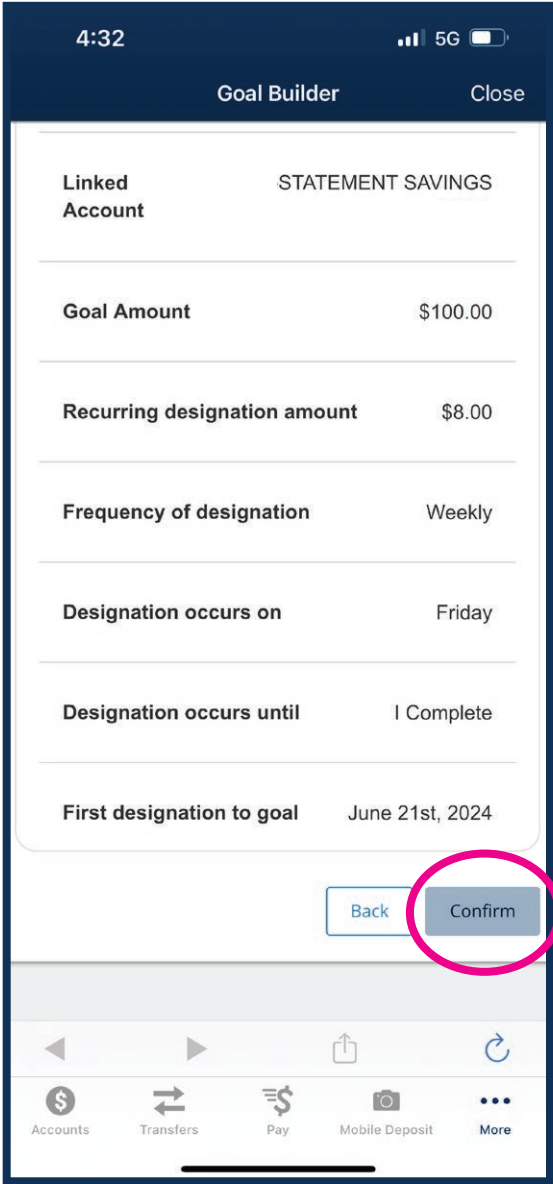 4:32 5G
Goal Builder Close
Linked Account STATEMENT SAVINGS
Goal Amount $100.00
Recurring designation amount $8.00
Frequency of designation Weekly
Designation occurs on Friday
Designation occurs until I Complete
First designation to goal June 21st, 2024
Back Confirm
Accounts Transfers Pay Mobile Deposit More